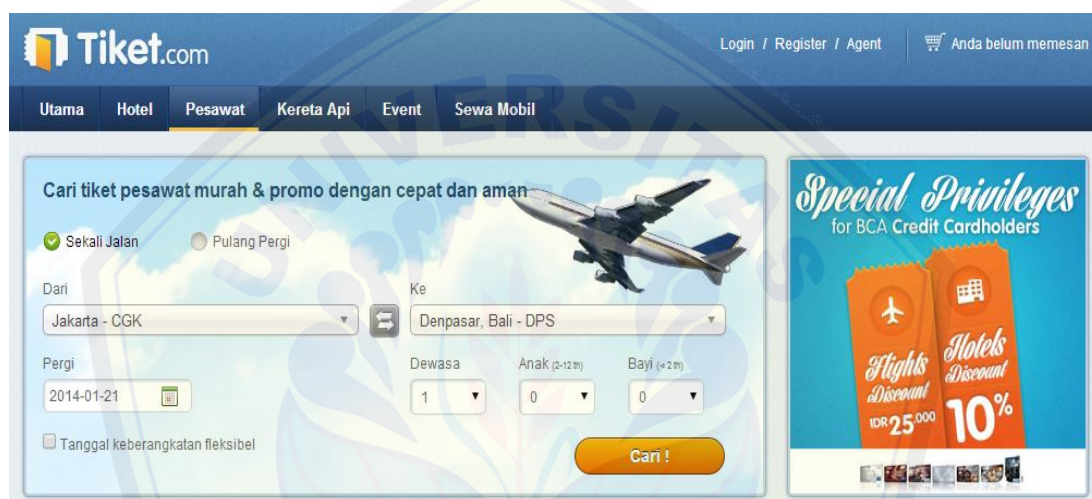 Tiket.com
Login / Register / Agent Anda belum memesan
Utama Hotel Pesawat Kereta Api Event Sewa Mobil
Cari tiket pesawat murah & promo dengan cepat dan aman
Sekali Jalan Pulang Pergi
Dari Ke
Jakarta - CGK Denpasar, Bali - DPS
Pergi Dewasa Anak (2-12 th) Bayi (< 2 th)
2014-01-21 1 0 0
Tanggal keberangkatan fleksibel Cari !
Special Privileges
for BCA Credit Cardholders
Flights Discount IDR 25.000
Hotels Discount 10%
UNIVERSITAS